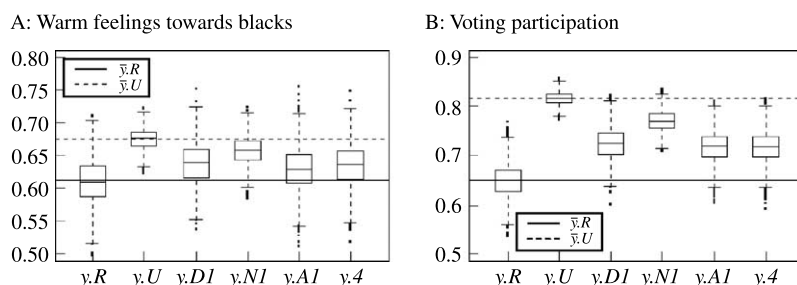 A: Warm feelings towards blacks
0.80
0.75
0.70
0.65
0.60
0.55
0.50
ȳ.R
ȳ.U
y.R y.U y.D1 y.N1 y.A1 y.4
B: Voting participation
0.9
0.8
0.7
0.6
0.5
ȳ.R
ȳ.U
y.R y.U y.D1 y.N1 y.A1 y.4